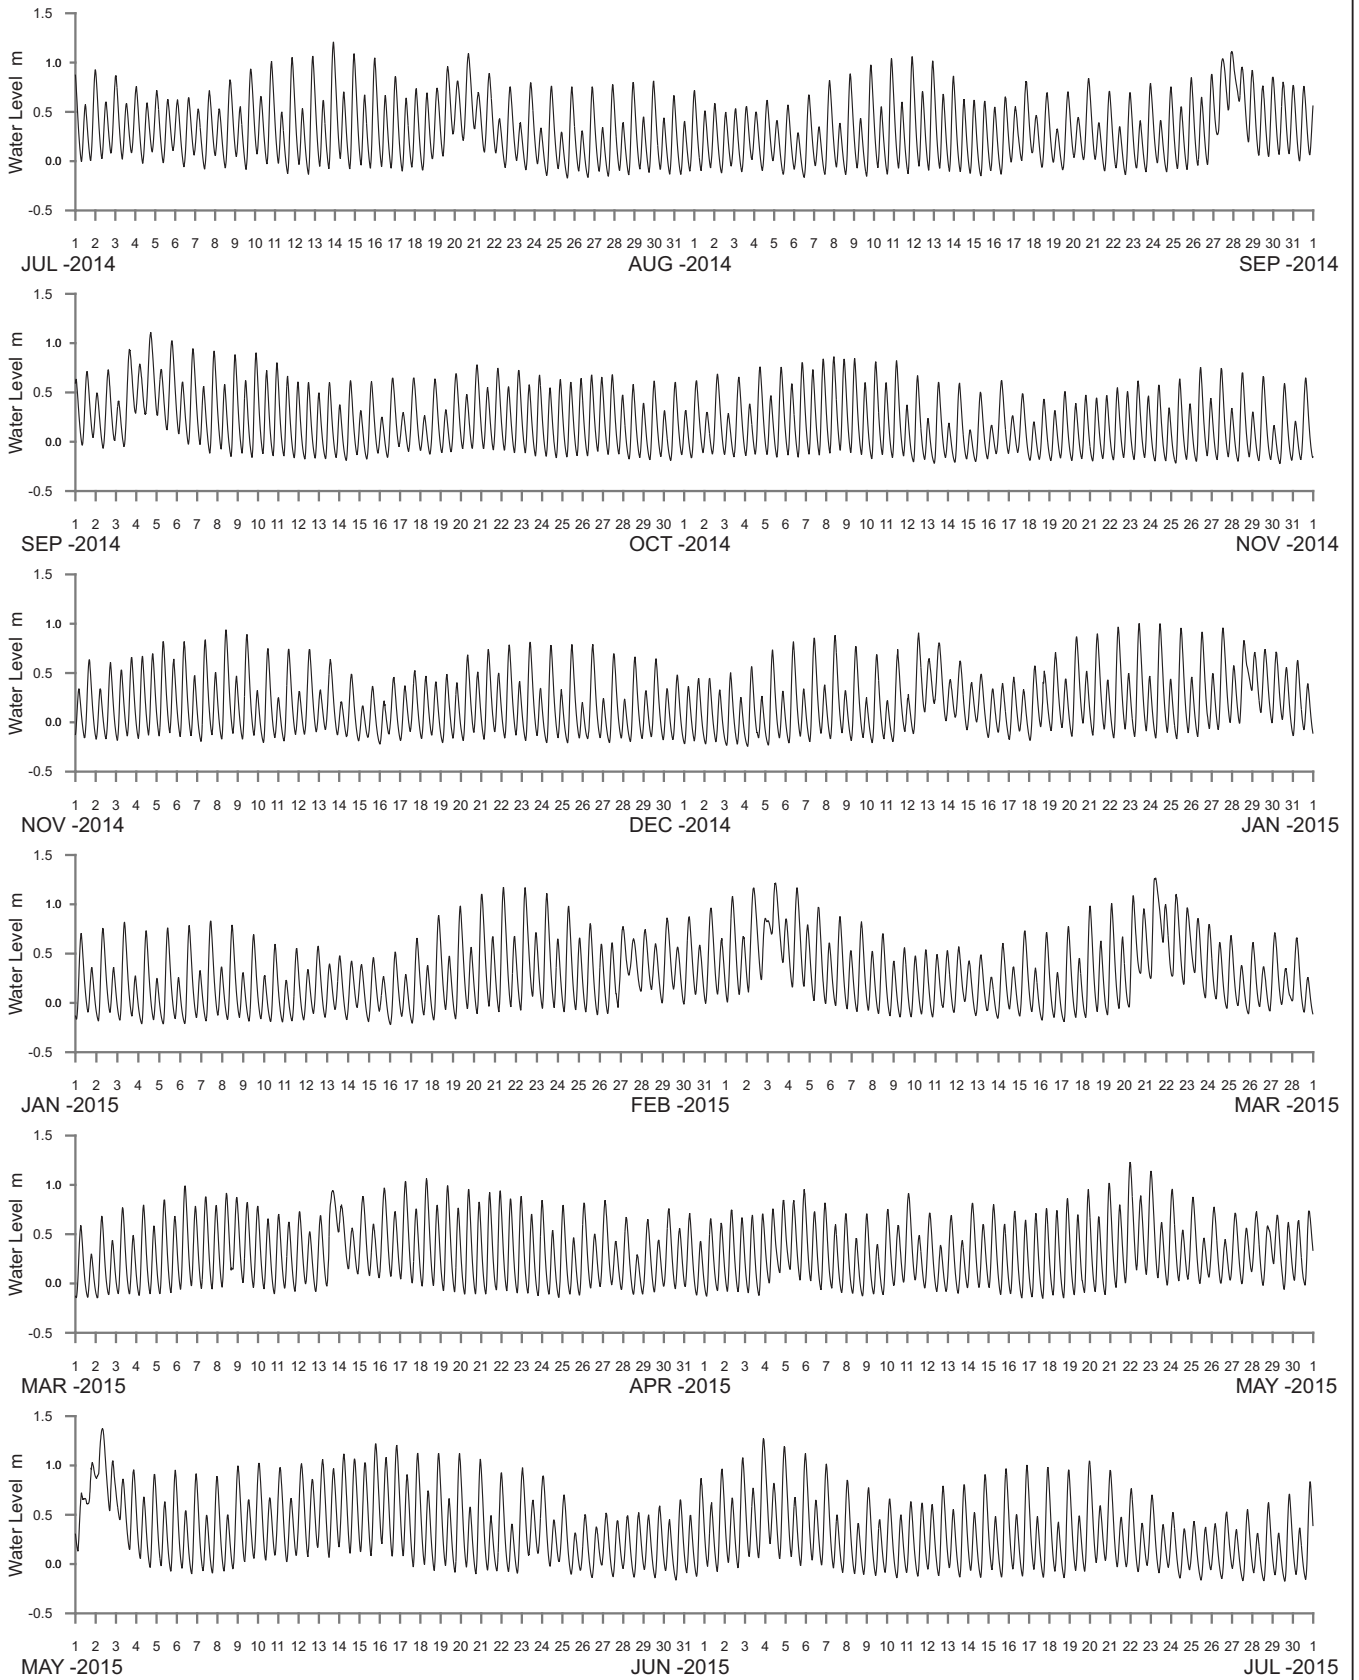 1.5
1.0
0.5
0.0
-0.5
Water Level m
1 2 3 4 5 6 7 8 9 10 11 12 13 14 15 16 17 18 19 20 21 22 23 24 25 26 27 28 29 30 31 1 2 3 4 5 6 7 8 9 10 11 12 13 14 15 16 17 18 19 20 21 22 23 24 25 26 27 28 29 30 31 1
JUL -2014 AUG -2014 SEP -2014
1.5
1.0
0.5
0.0
-0.5
Water Level m
1 2 3 4 5 6 7 8 9 10 11 12 13 14 15 16 17 18 19 20 21 22 23 24 25 26 27 28 29 30 1 2 3 4 5 6 7 8 9 10 11 12 13 14 15 16 17 18 19 20 21 22 23 24 25 26 27 28 29 30 31 1
SEP -2014 OCT -2014 NOV -2014
1.5
1.0
0.5
0.0
-0.5
Water Level m
1 2 3 4 5 6 7 8 9 10 11 12 13 14 15 16 17 18 19 20 21 22 23 24 25 26 27 28 29 30 1 2 3 4 5 6 7 8 9 10 11 12 13 14 15 16 17 18 19 20 21 22 23 24 25 26 27 28 29 30 31 1
NOV -2014 DEC -2014 JAN -2015
1.5
1.0
0.5
0.0
-0.5
Water Level m
1 2 3 4 5 6 7 8 9 10 11 12 13 14 15 16 17 18 19 20 21 22 23 24 25 26 27 28 29 30 31 1 2 3 4 5 6 7 8 9 10 11 12 13 14 15 16 17 18 19 20 21 22 23 24 25 26 27 28 1
JAN -2015 FEB -2015 MAR -2015
1.5
1.0
0.5
0.0
-0.5
Water Level m
1 2 3 4 5 6 7 8 9 10 11 12 13 14 15 16 17 18 19 20 21 22 23 24 25 26 27 28 29 30 31 1 2 3 4 5 6 7 8 9 10 11 12 13 14 15 16 17 18 19 20 21 22 23 24 25 26 27 28 29 30 1
MAR -2015 APR -2015 MAY -2015
1.5
1.0
0.5
0.0
-0.5
Water Level m
1 2 3 4 5 6 7 8 9 10 11 12 13 14 15 16 17 18 19 20 21 22 23 24 25 26 27 28 29 30 31 1 2 3 4 5 6 7 8 9 10 11 12 13 14 15 16 17 18 19 20 21 22 23 24 25 26 27 28 29 30 1
MAY -2015 JUN -2015 JUL -2015